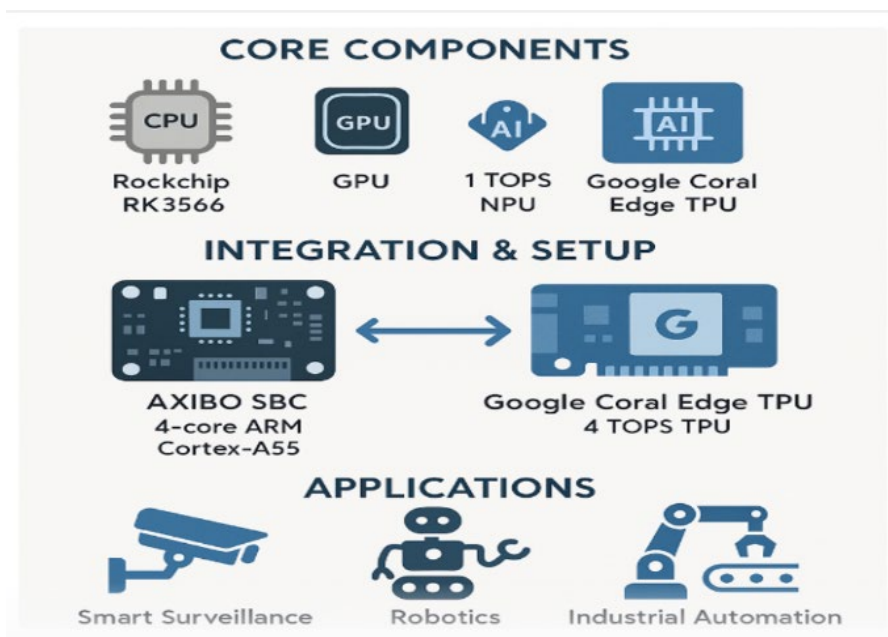 CORE COMPONENTS
CPU
GPU
AI
AI
Rockchip
RK3566
GPU
1 TOPS
NPU
Google Coral
Edge TPU
INTEGRATION & SETUP
G
AXIBO SBC
4-core ARM
Cortex-A55
Google Coral Edge TPU
4 TOPS TPU
APPLICATIONS
Smart Surveillance
Robotics
Industrial Automation